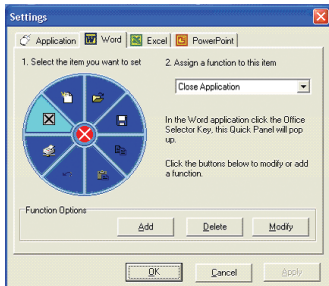 Settings
Application Word Excel PowerPoint
1. Select the item you want to set
2. Assign a function to this item
Close Application
In the Word application click the Office
Selector Key, this Quick Panel will pop
up.
Click the buttons below to modify or add
a function.
Function Options
Add Delete Modify
OK Cancel Apply